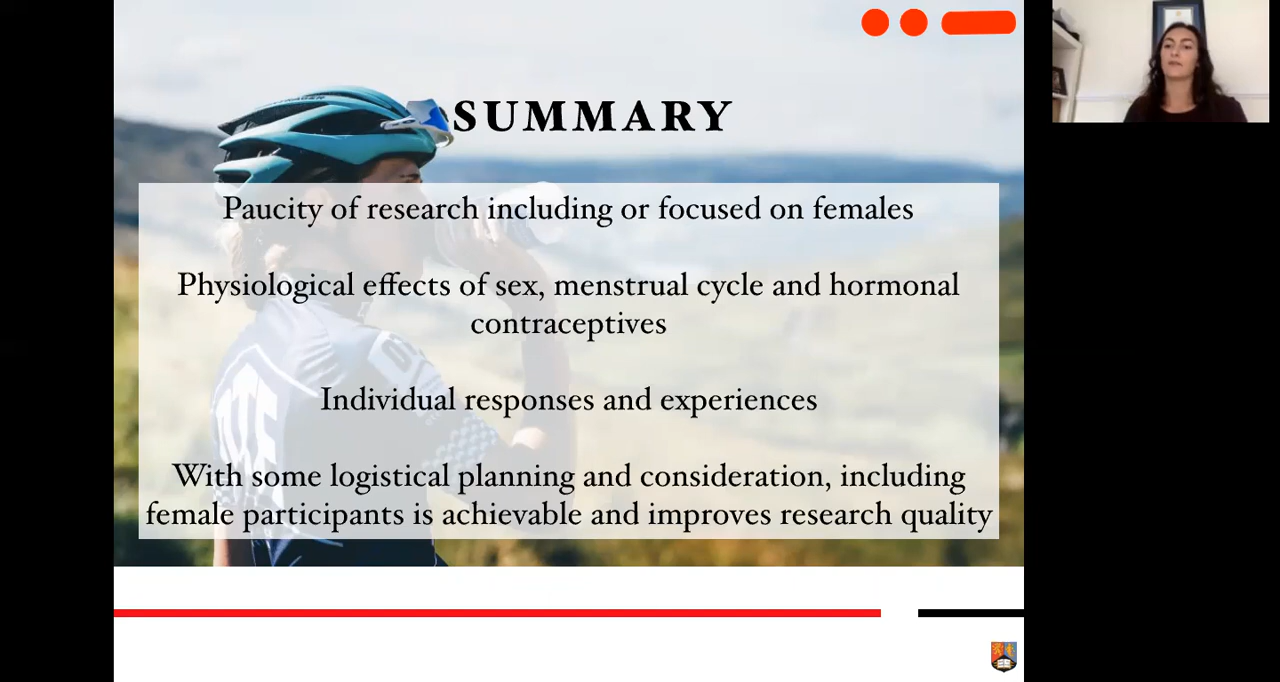 SUMMARY
Paucity of research including or focused on females
Physiological effects of sex, menstrual cycle and hormonal
contraceptives
Individual responses and experiences
With some logistical planning and consideration, including
female participants is achievable and improves research quality